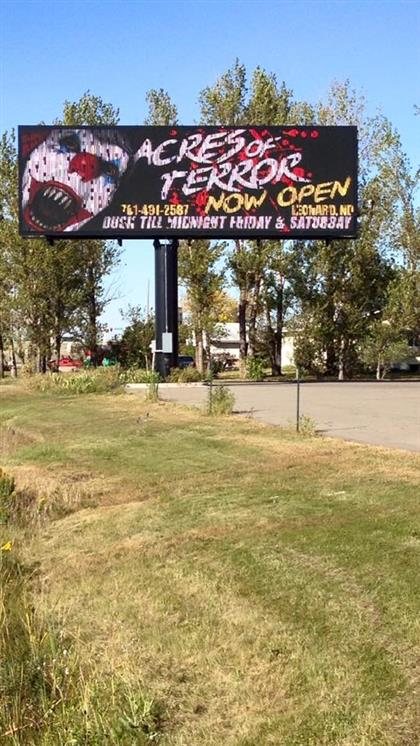 ACRES OF
TERROR
NOW OPEN
701-491-2587
LEONARD, ND
DUSK TILL MIDNIGHT FRIDAY & SATURDAY